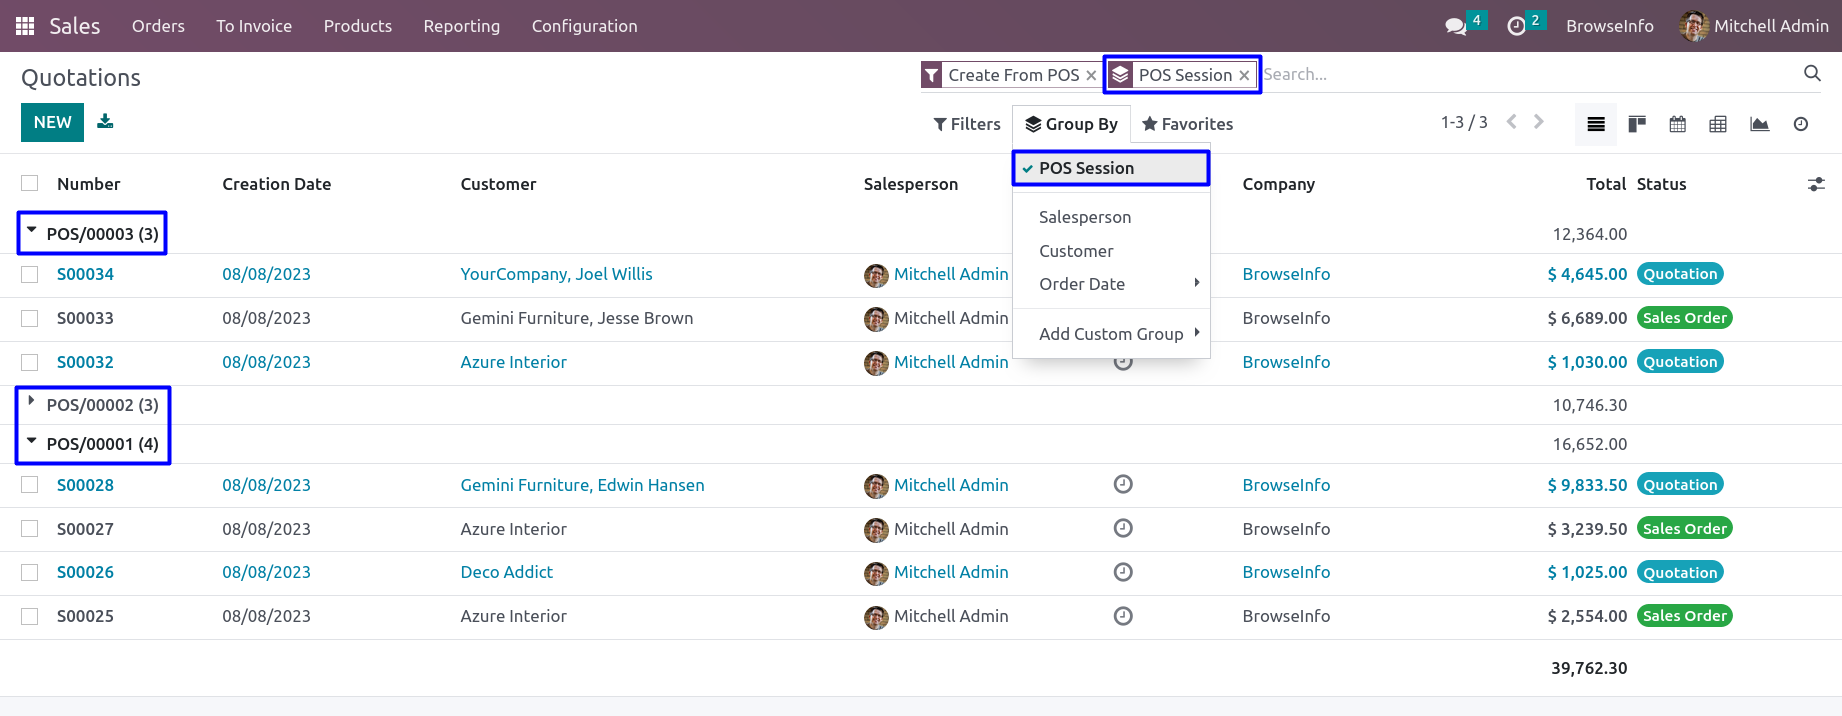 Sales Orders To Invoice Products Reporting Configuration 4 2 BrowseInfo Mitchell Admin
Quotations Create From POS × POS Session × Search...
NEW Filters Group By Favorites 1-3 / 3
POS Session
Number Creation Date Customer Salesperson Company Total Status
Salesperson
POS/00003 (3) 12,364.00
Customer
S00034 08/08/2023 YourCompany, Joel Willis Mitchell Admin BrowseInfo $ 4,645.00 Quotation
Order Date
S00033 08/08/2023 Gemini Furniture, Jesse Brown Mitchell Admin BrowseInfo $ 6,689.00 Sales Order
Add Custom Group
S00032 08/08/2023 Azure Interior Mitchell Admin BrowseInfo $ 1,030.00 Quotation
POS/00002 (3) 10,746.30
POS/00001 (4) 16,652.00
S00028 08/08/2023 Gemini Furniture, Edwin Hansen Mitchell Admin BrowseInfo $ 9,833.50 Quotation
S00027 08/08/2023 Azure Interior Mitchell Admin BrowseInfo $ 3,239.50 Sales Order
S00026 08/08/2023 Deco Addict Mitchell Admin BrowseInfo $ 1,025.00 Quotation
S00025 08/08/2023 Azure Interior Mitchell Admin BrowseInfo $ 2,554.00 Sales Order
39,762.30